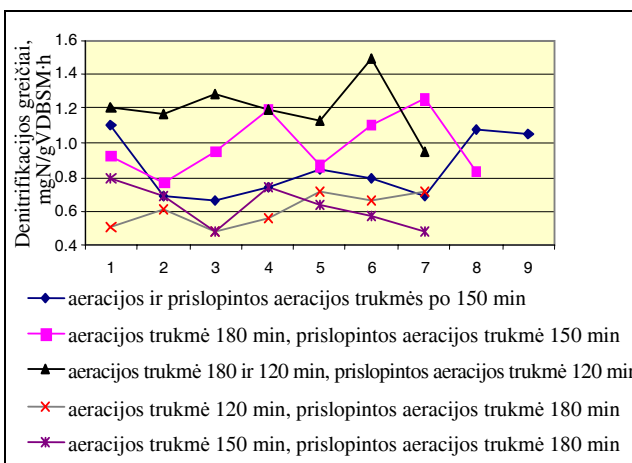 Denitrifikacijos greičiai,
mgN/gVDBSM·h
1.6
1.4
1.2
1.0
0.8
0.6
0.4
1 2 3 4 5 6 7 8 9
aeracijos ir prislopintos aeracijos trukmės po 150 min
aeracijos trukmė 180 min, prislopintos aeracijos trukmė 150 min
aeracijos trukmė 180 ir 120 min, prislopintos aeracijos trukmė 120 min
aeracijos trukmė 120 min, prislopintos aeracijos trukmė 180 min
aeracijos trukmė 150 min, prislopintos aeracijos trukmė 180 min